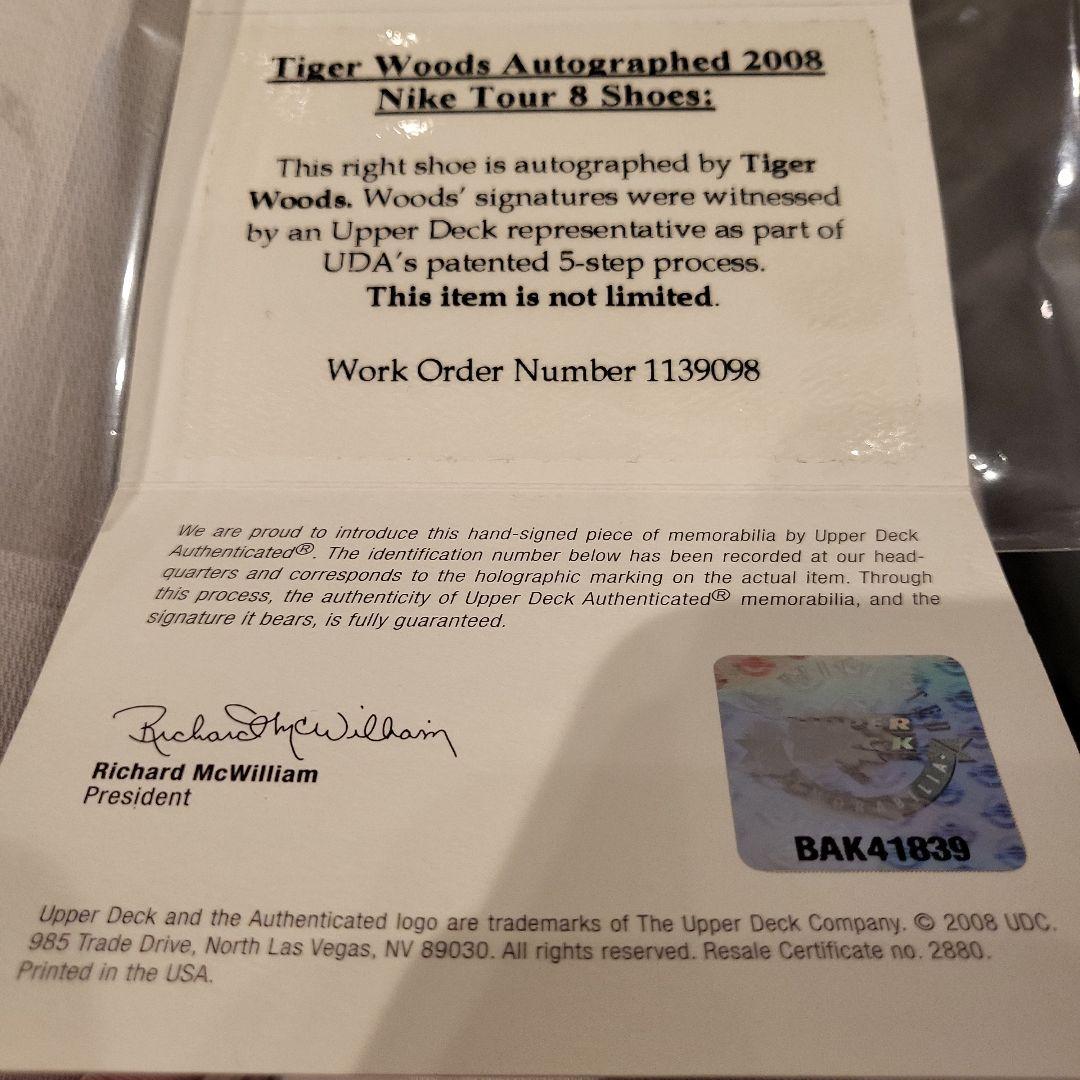 Tiger Woods Autographed 2008
Nike Tour 8 Shoes:
This right shoe is autographed by Tiger
Woods. Woods' signatures were witnessed
by an Upper Deck representative as part of
UDA's patented 5-step process.
This item is not limited.
Work Order Number 1139098
We are proud to introduce this hand-signed piece of memorabilia by Upper Deck
Authenticated®. The identification number below has been recorded at our head-
quarters and corresponds to the holographic marking on the actual item. Through
this process, the authenticity of Upper Deck Authenticated® memorabilia, and the
signature it bears, is fully guaranteed.
Richard McWilliam
Richard McWilliam
President
BAK41839
Upper Deck and the Authenticated logo are trademarks of The Upper Deck Company. © 2008 UDC.
985 Trade Drive, North Las Vegas, NV 89030. All rights reserved. Resale Certificate no. 2880.
Printed in the USA.